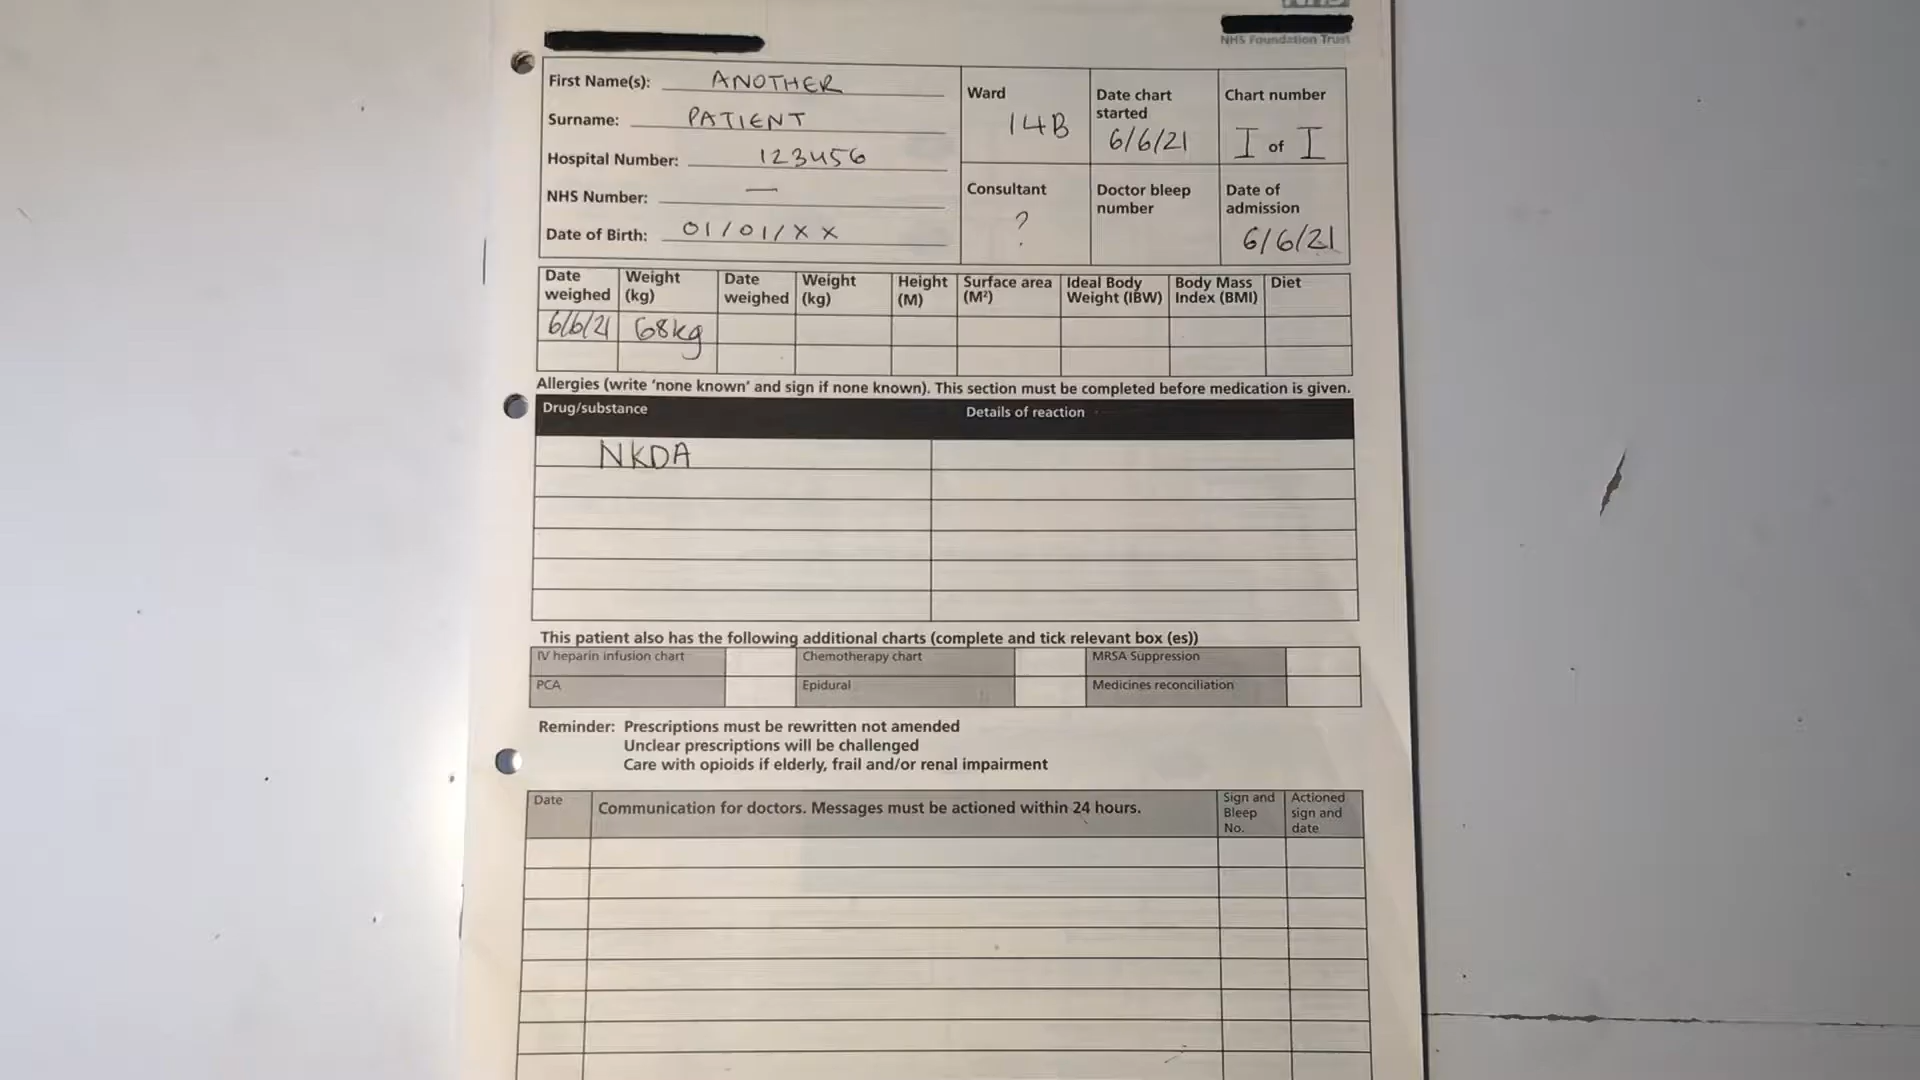 NHS
NHS Foundation Trust
First Name(s): ANOTHER
Surname: PATIENT
Hospital Number: 123456
NHS Number: —
Date of Birth: 01/01/XX
Ward
14B
Date chart started
6/6/21
Chart number
I of I
Consultant
?
Doctor bleep number
Date of admission
6/6/21
Date weighed
Weight (kg)
Date weighed
Weight (kg)
Height (M)
Surface area (M²)
Ideal Body Weight (IBW)
Body Mass Index (BMI)
Diet
6/6/21 68kg
Allergies (write 'none known' and sign if none known). This section must be completed before medication is given.
Drug/substance Details of reaction
NKDA
This patient also has the following additional charts (complete and tick relevant box (es))
IV heparin infusion chart Chemotherapy chart MRSA Suppression
PCA Epidural Medicines reconciliation
Reminder: Prescriptions must be rewritten not amended
Unclear prescriptions will be challenged
Care with opioids if elderly, frail and/or renal impairment
Date
Communication for doctors. Messages must be actioned within 24 hours.
Sign and Bleep No.
Actioned sign and date